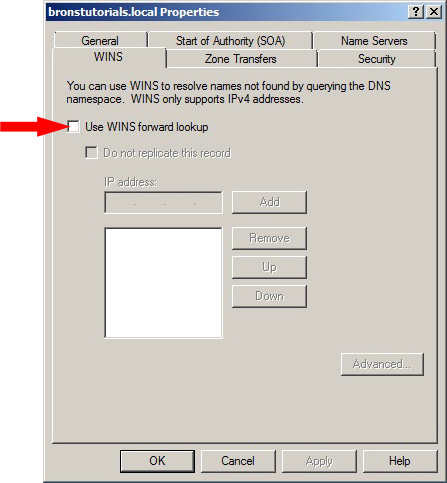 bronstutorials.local Properties
General Start of Authority (SOA) Name Servers
WINS Zone Transfers Security
You can use WINS to resolve names not found by querying the DNS
namespace. WINS only supports IPv4 addresses.
Use WINS forward lookup
Do not replicate this record
IP address:
. . . Add
Remove
Up
Down
Advanced...
OK Cancel Apply Help